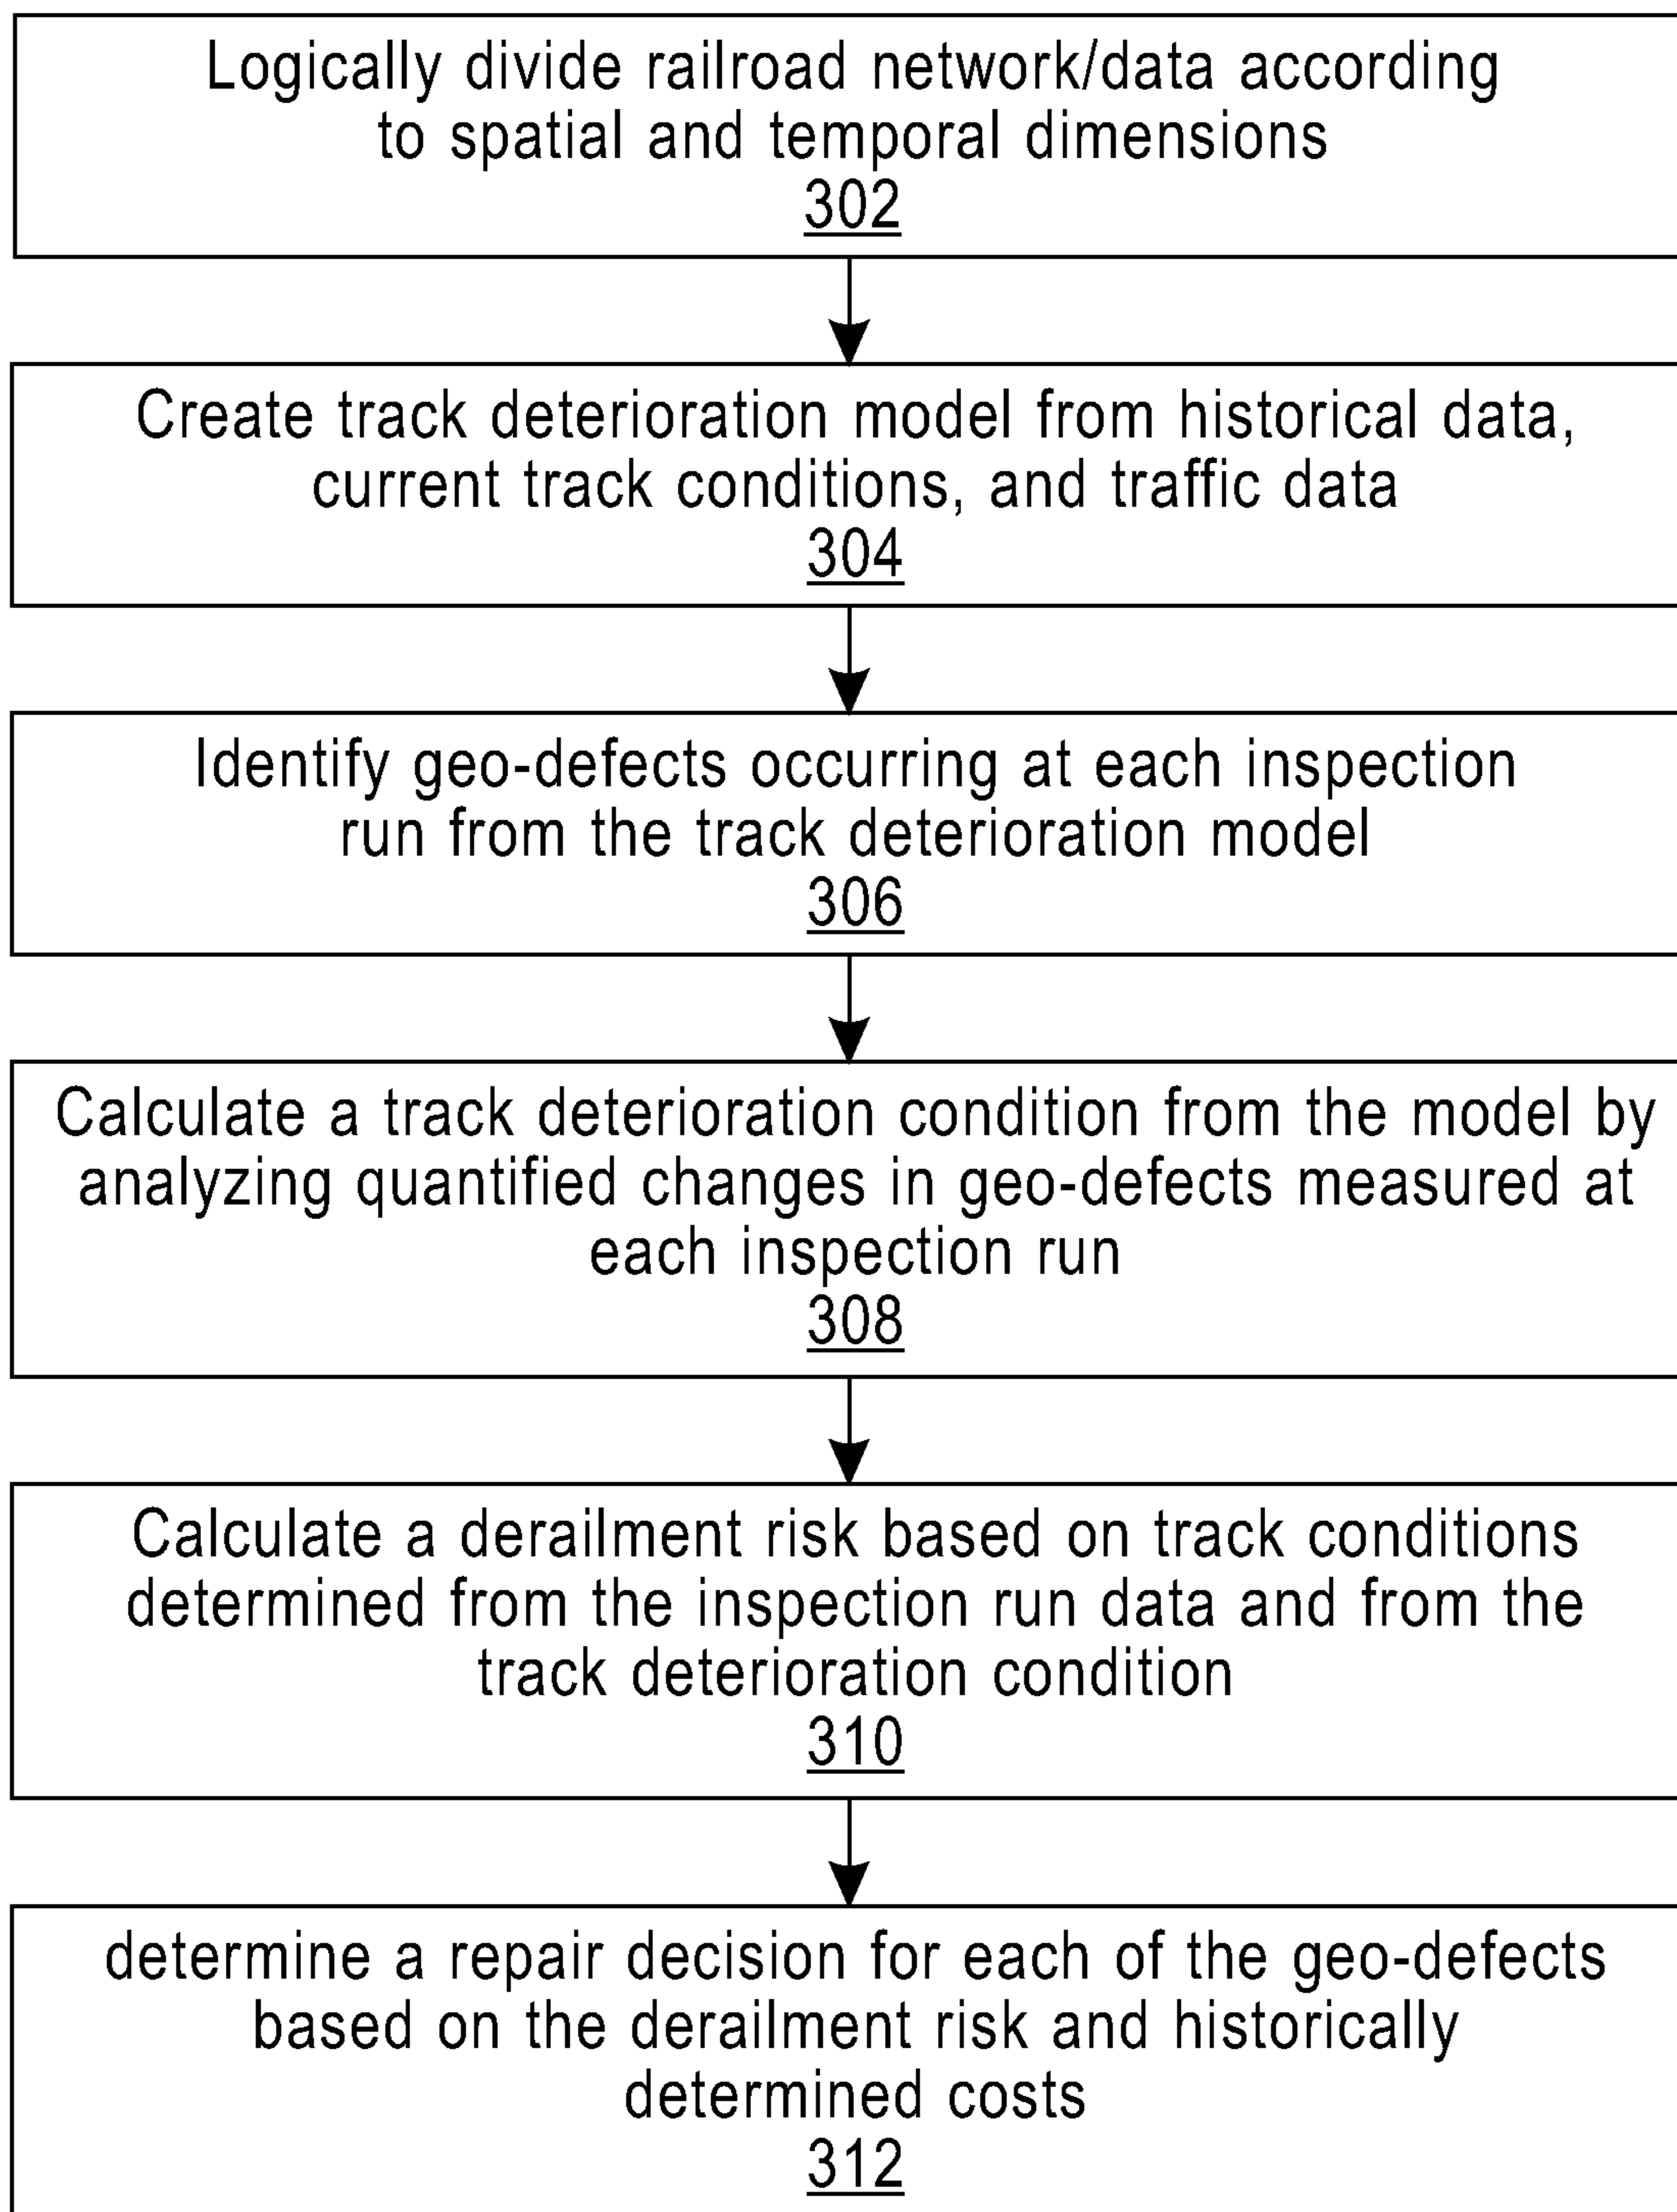 Logically divide railroad network/data according
to spatial and temporal dimensions
302
Create track deterioration model from historical data,
current track conditions, and traffic data
304
Identify geo-defects occurring at each inspection
run from the track deterioration model
306
Calculate a track deterioration condition from the model by
analyzing quantified changes in geo-defects measured at
each inspection run
308
Calculate a derailment risk based on track conditions
determined from the inspection run data and from the
track deterioration condition
310
determine a repair decision for each of the geo-defects
based on the derailment risk and historically
determined costs
312